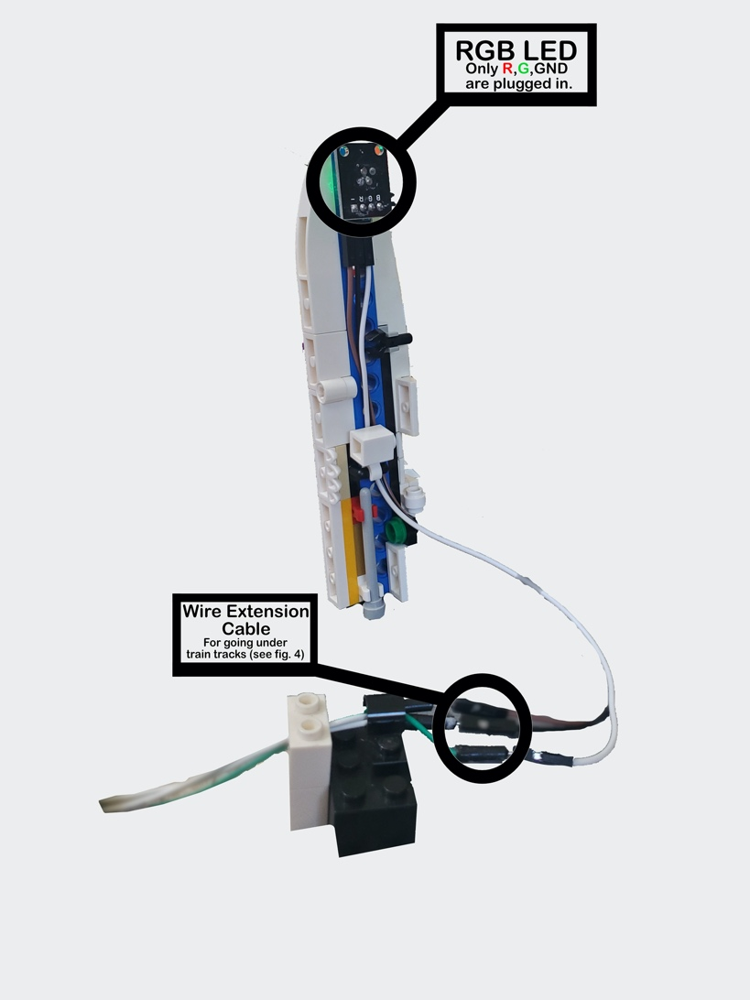 RGB LED
Only R,G,GND
are plugged in.
- R G B
Wire Extension
Cable
For going under
train tracks (see fig. 4)